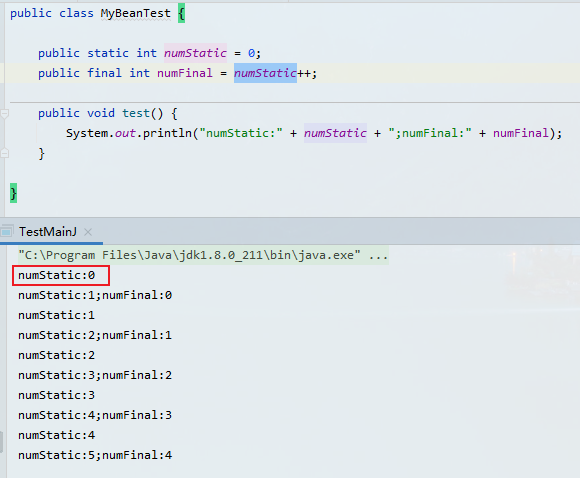 public class MyBeanTest {
public static int numStatic = 0;
public final int numFinal = numStatic++;
public void test() {
System.out.println("numStatic:" + numStatic + ";numFinal:" + numFinal);
}
}
TestMainJ ×
"C:\Program Files\Java\jdk1.8.0_211\bin\java.exe" ...
numStatic:0
numStatic:1;numFinal:0
numStatic:1
numStatic:2;numFinal:1
numStatic:2
numStatic:3;numFinal:2
numStatic:3
numStatic:4;numFinal:3
numStatic:4
numStatic:5;numFinal:4